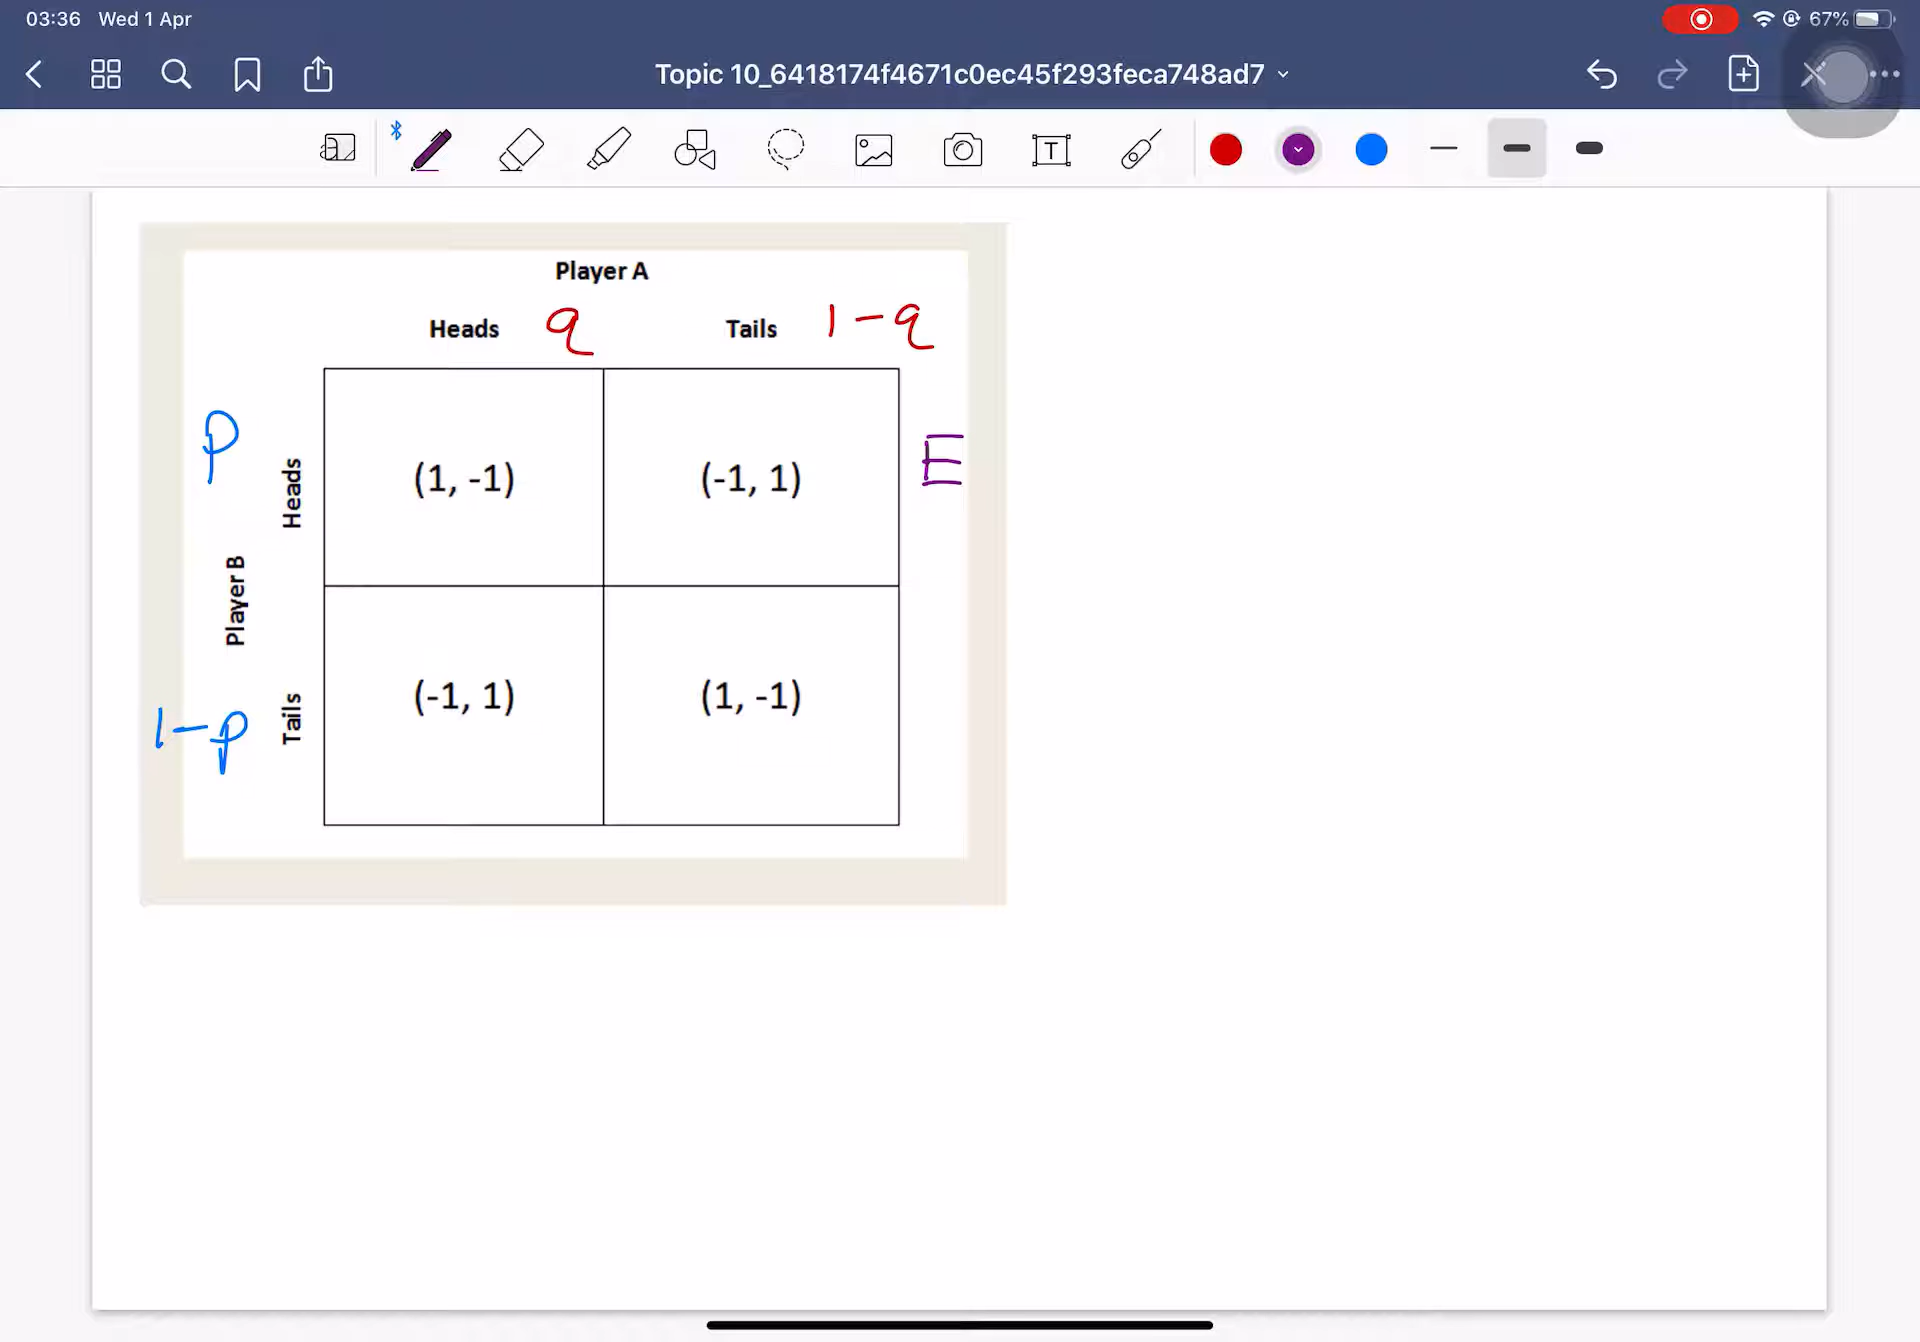 03:36 Wed 1 Apr
67%
Topic 10_6418174f4671c0ec45f293feca748ad7
a
T
Player A
Heads q Tails 1-q
P
Heads
(1, -1) (-1, 1) E
Player B
1-p
Tails
(-1, 1) (1, -1)